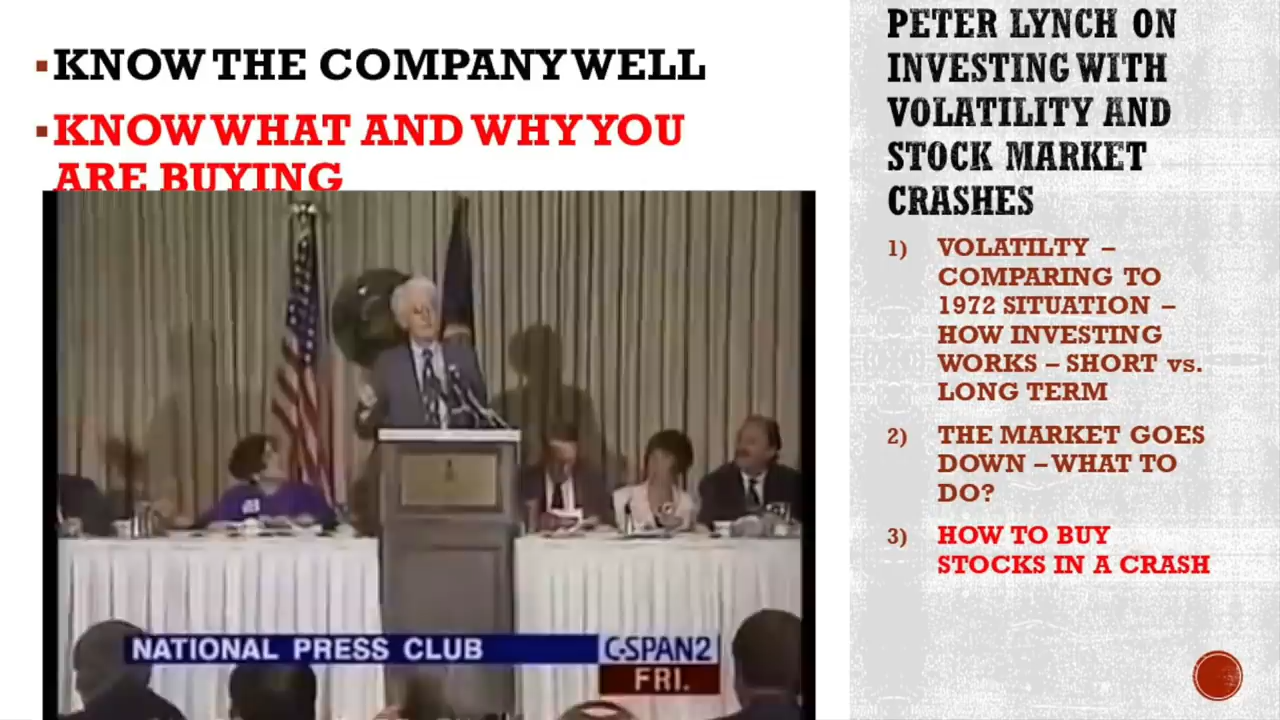 KNOW THE COMPANY WELL
KNOW WHAT AND WHY YOU
ARE BUYING
NATIONAL PRESS CLUB
C-SPAN2
FRI.
PETER LYNCH ON
INVESTING WITH
VOLATILITY AND
STOCK MARKET
CRASHES
1) VOLATILTY –
COMPARING TO
1972 SITUATION –
HOW INVESTING
WORKS – SHORT vs.
LONG TERM
2) THE MARKET GOES
DOWN – WHAT TO
DO?
3) HOW TO BUY
STOCKS IN A CRASH